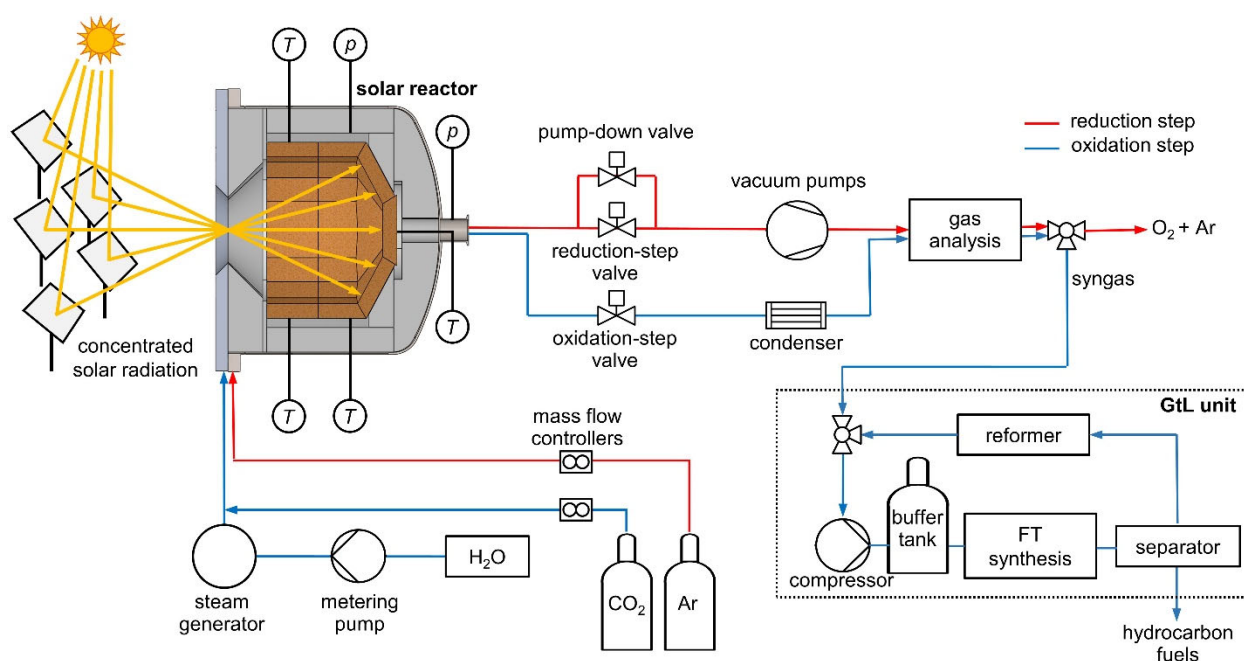 T
p
solar reactor
p
T
T
T
concentrated
solar radiation
pump-down valve
reduction-step
valve
oxidation-step
valve
vacuum pumps
condenser
gas
analysis
reduction step
oxidation step
O₂ + Ar
syngas
mass flow
controllers
H₂O
steam
generator
metering
pump
CO₂
Ar
GtL unit
reformer
buffer
tank
compressor
FT
synthesis
separator
hydrocarbon
fuels